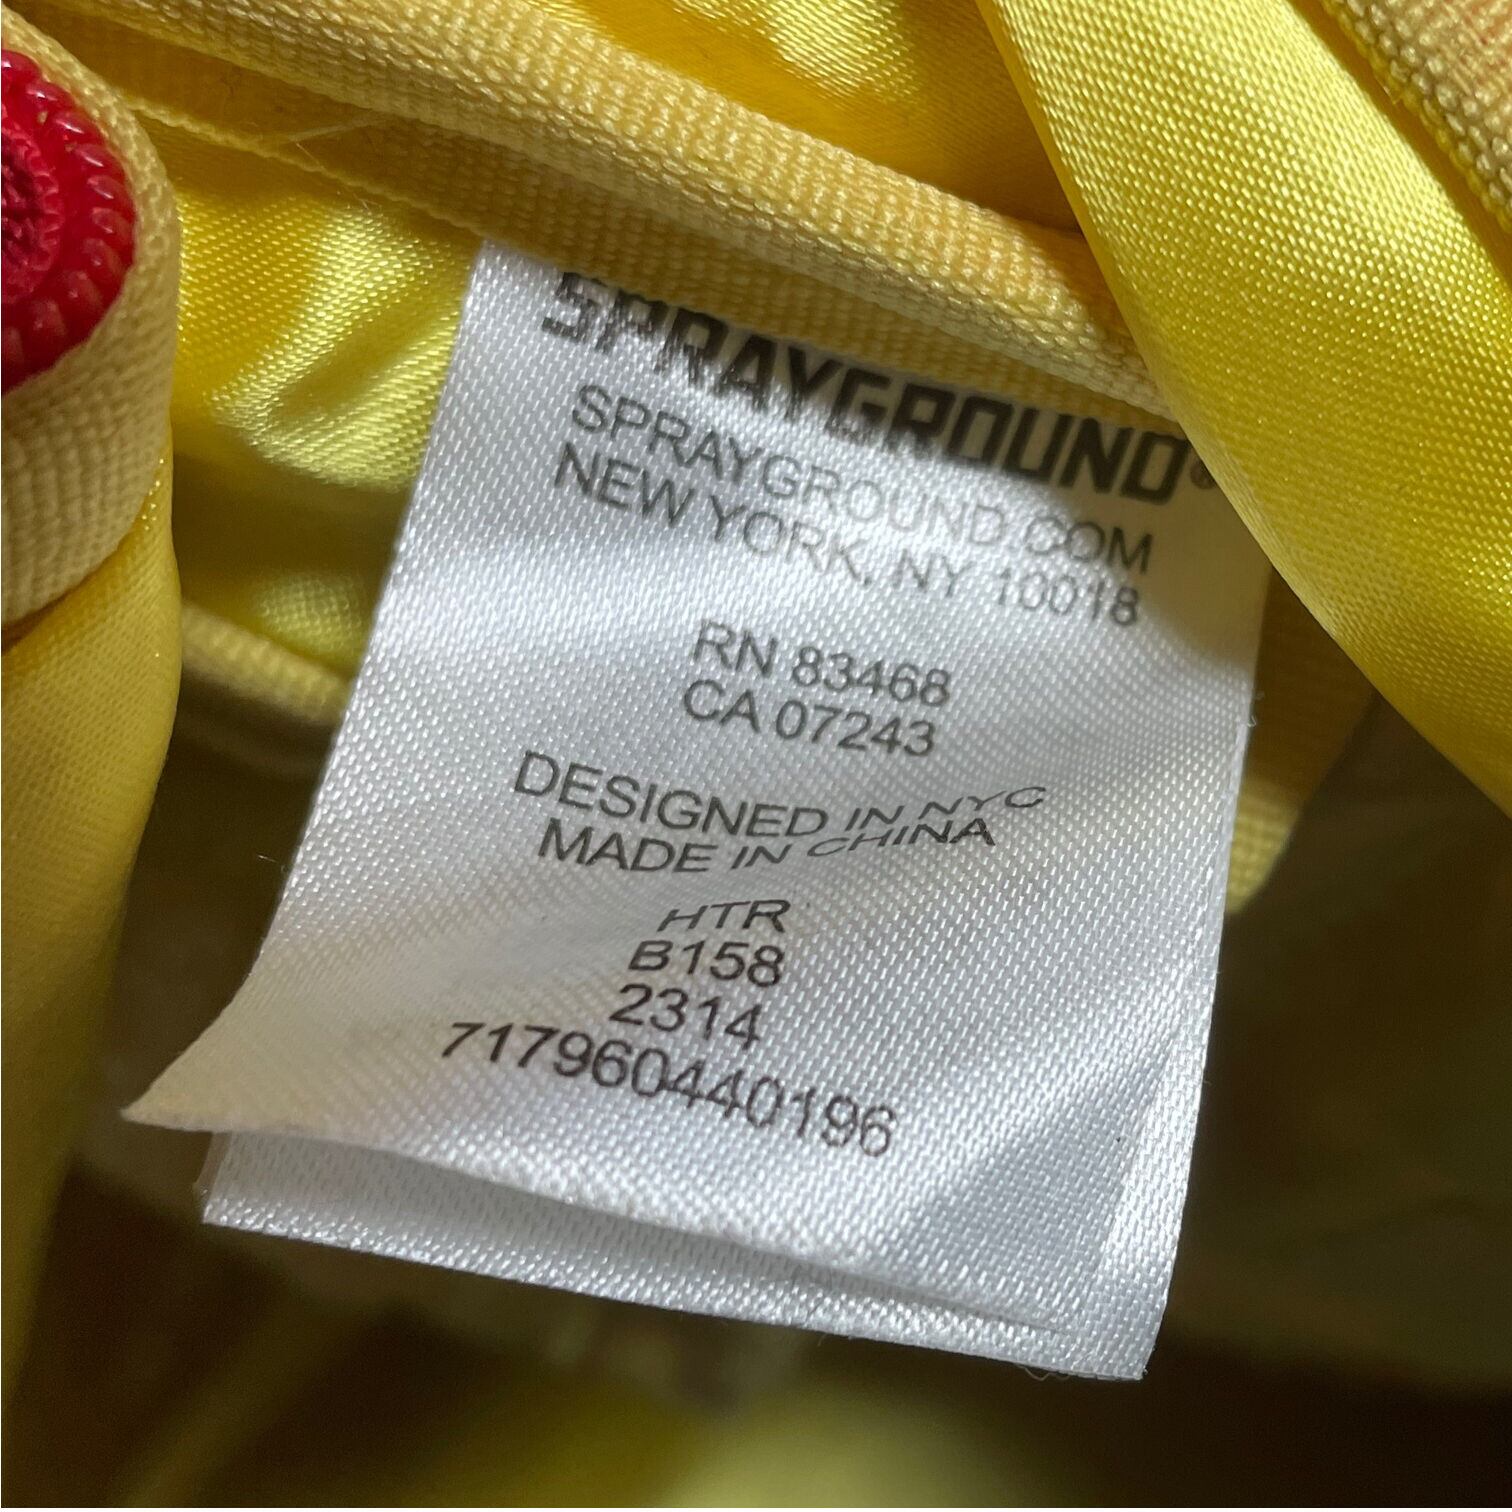 SPRAYGROUND®
SPRAYGROUND.COM
NEW YORK, NY 10018
RN 83468
CA 07243
DESIGNED IN NYC
MADE IN CHINA
HTR
B158
2314
717960440196